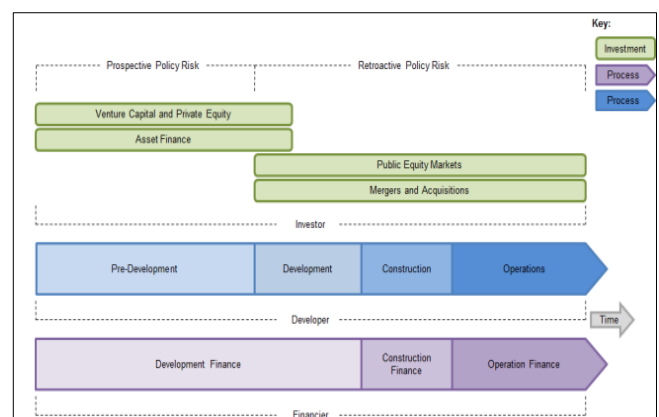 Key:
Investment
Process
Process
Prospective Policy Risk
Retroactive Policy Risk
Venture Capital and Private Equity
Asset Finance
Public Equity Markets
Mergers and Acquisitions
Investor
Pre-Development
Development
Construction
Operations
Developer
Time
Development Finance
Construction
Finance
Operation Finance
Financier